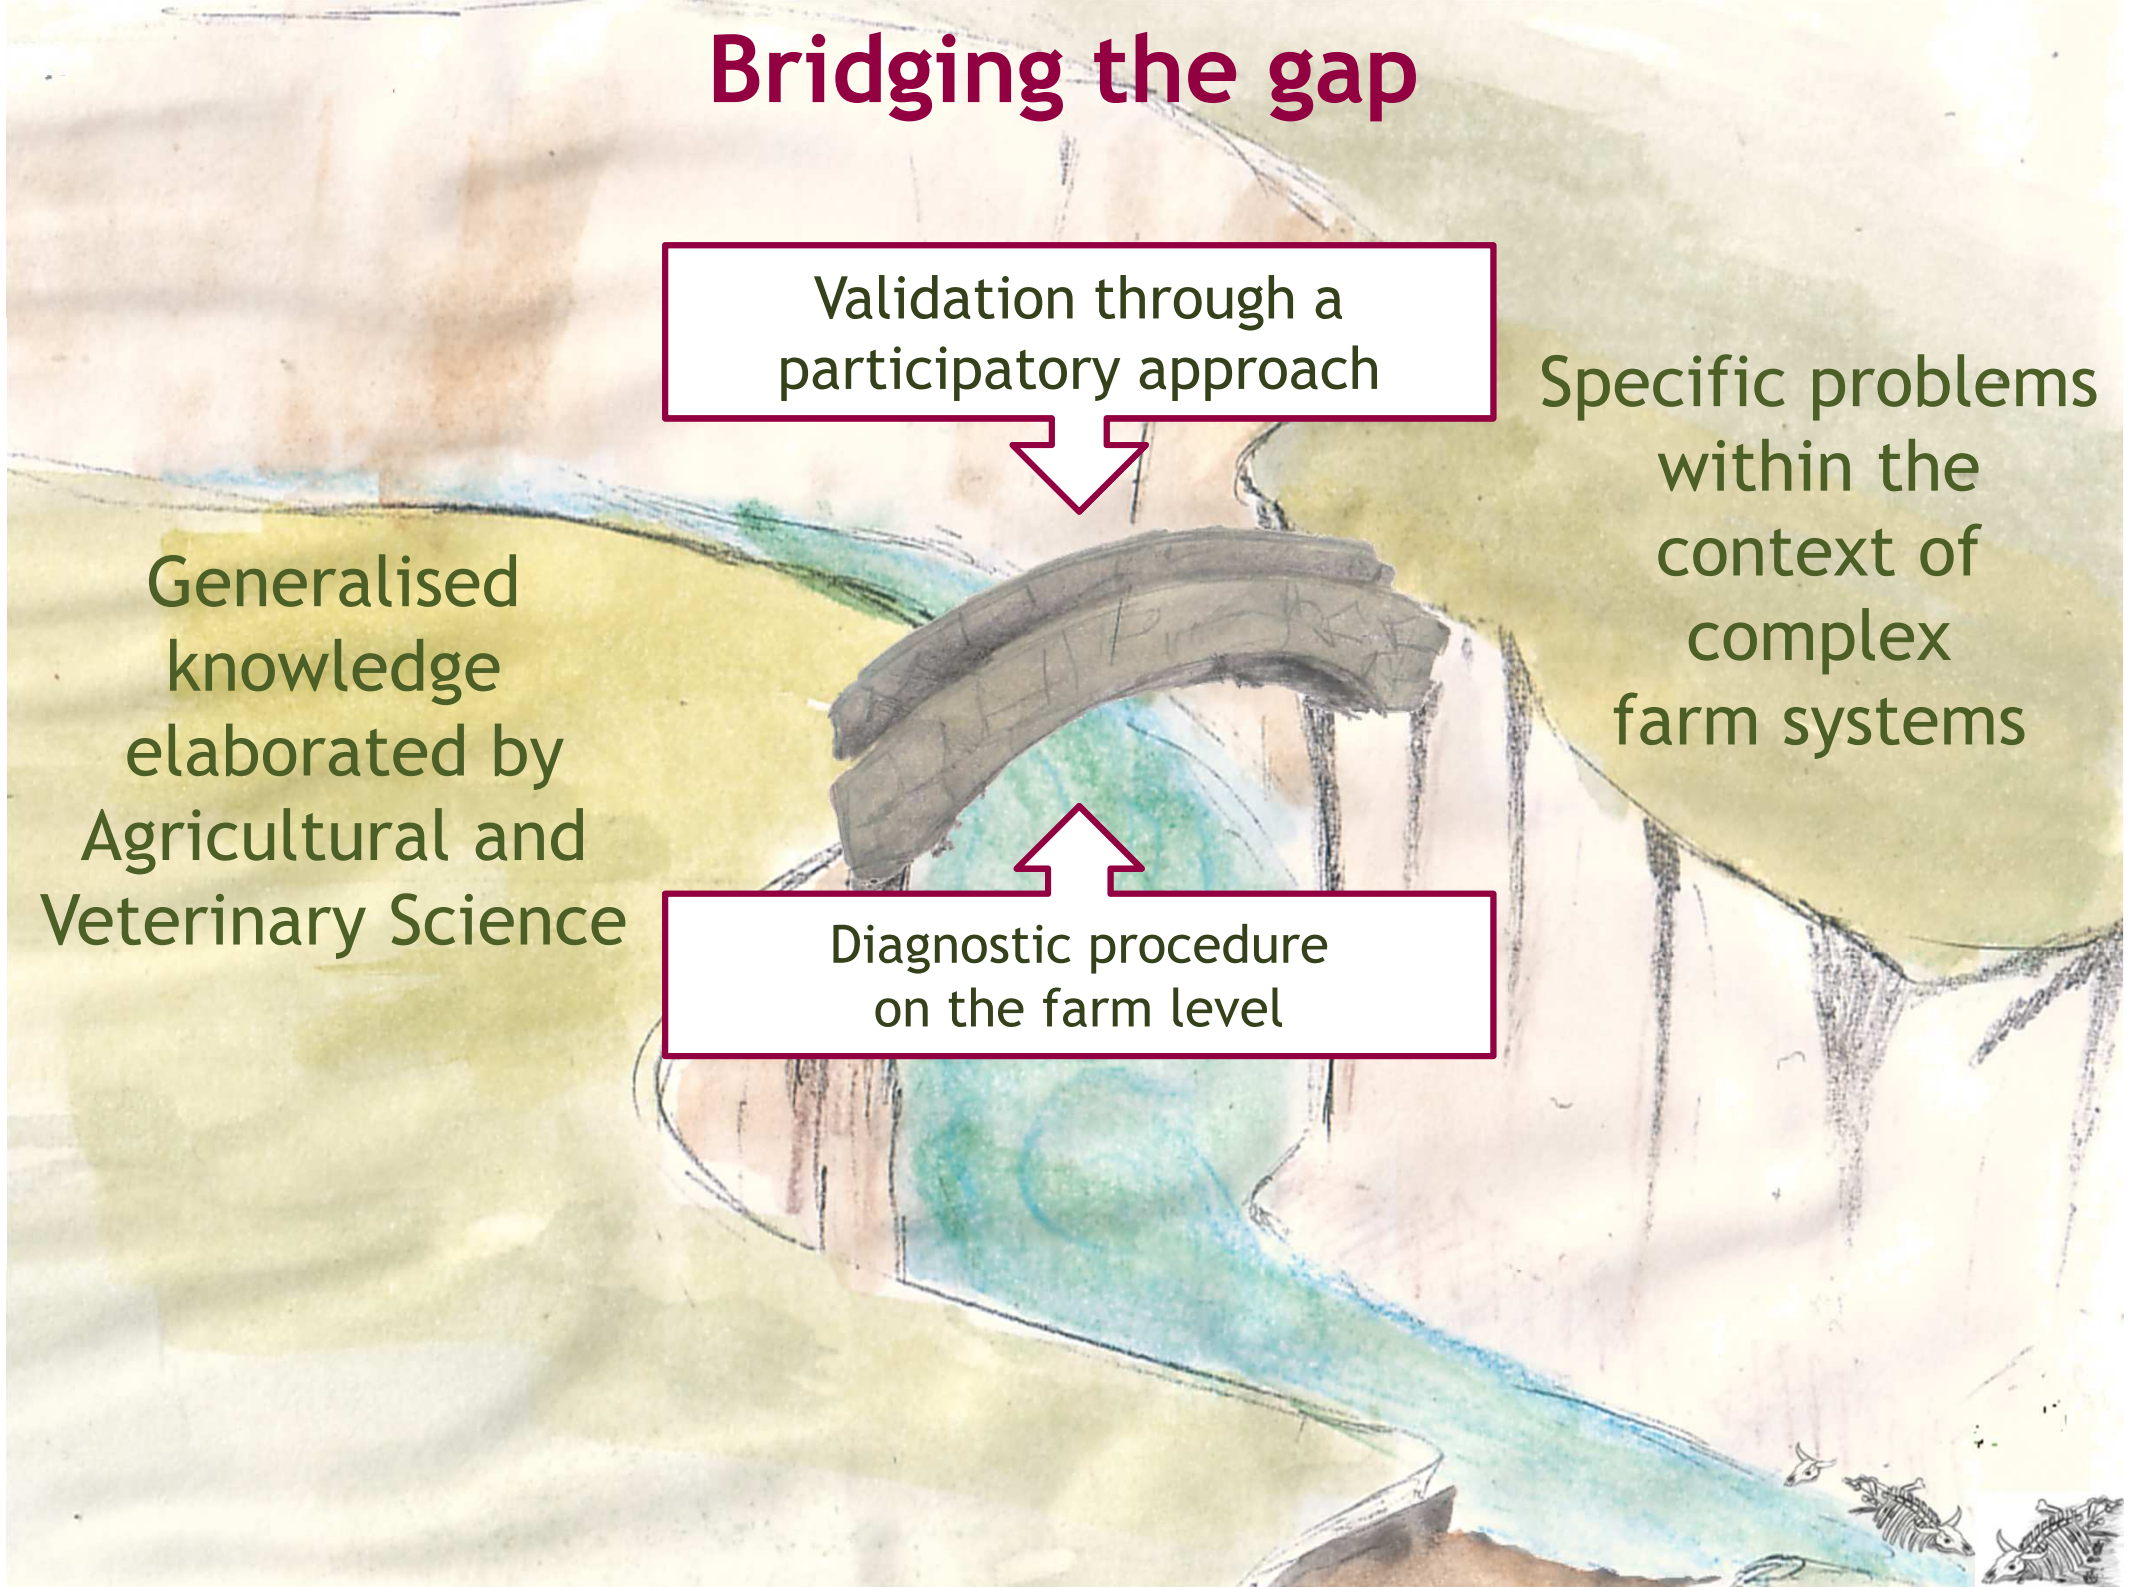 Bridging the gap
Validation through a
participatory approach
Specific problems
within the
context of
complex
farm systems
Generalised
knowledge
elaborated by
Agricultural and
Veterinary Science
Diagnostic procedure
on the farm level